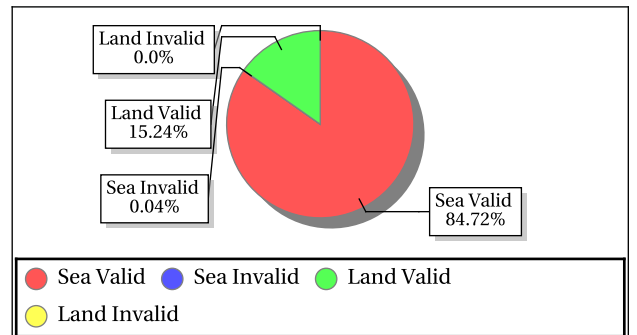 Land Invalid
0.0%
Land Valid
15.24%
Sea Invalid
0.04%
Sea Valid
84.72%
Sea Valid Sea Invalid Land Valid
Land Invalid